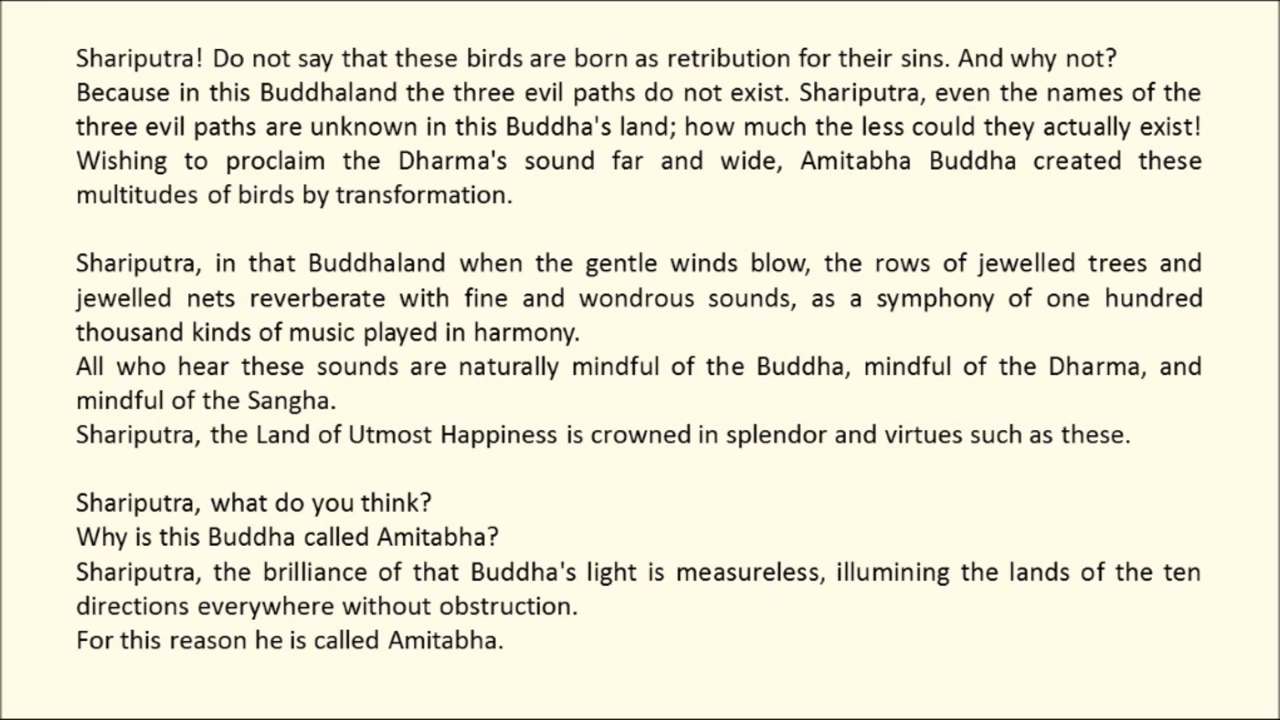 Shariputra! Do not say that these birds are born as retribution for their sins. And why not?
Because in this Buddhaland the three evil paths do not exist. Shariputra, even the names of the
three evil paths are unknown in this Buddha's land; how much the less could they actually exist!
Wishing to proclaim the Dharma's sound far and wide, Amitabha Buddha created these
multitudes of birds by transformation.
Shariputra, in that Buddhaland when the gentle winds blow, the rows of jewelled trees and
jewelled nets reverberate with fine and wondrous sounds, as a symphony of one hundred
thousand kinds of music played in harmony.
All who hear these sounds are naturally mindful of the Buddha, mindful of the Dharma, and
mindful of the Sangha.
Shariputra, the Land of Utmost Happiness is crowned in splendor and virtues such as these.
Shariputra, what do you think?
Why is this Buddha called Amitabha?
Shariputra, the brilliance of that Buddha's light is measureless, illumining the lands of the ten
directions everywhere without obstruction.
For this reason he is called Amitabha.